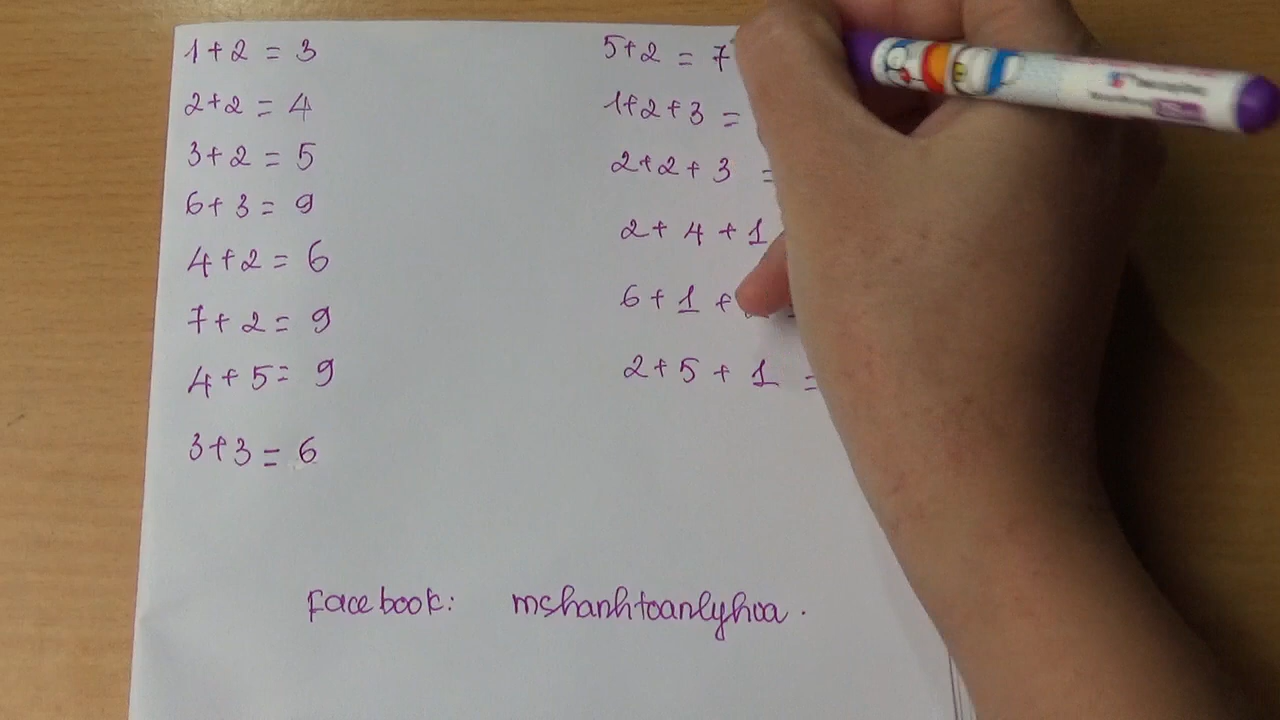 1+2 = 3
2+2 = 4
3+2 = 5
6+3 = 9
4+2 = 6
7+2 = 9
4+5 = 9
3+3 = 6
5+2 = 7
1+2+3 =
2+2+3 =
2+4+1
6+1+
2+5+1 =
Facebook: mshanhtoanlyhoa.